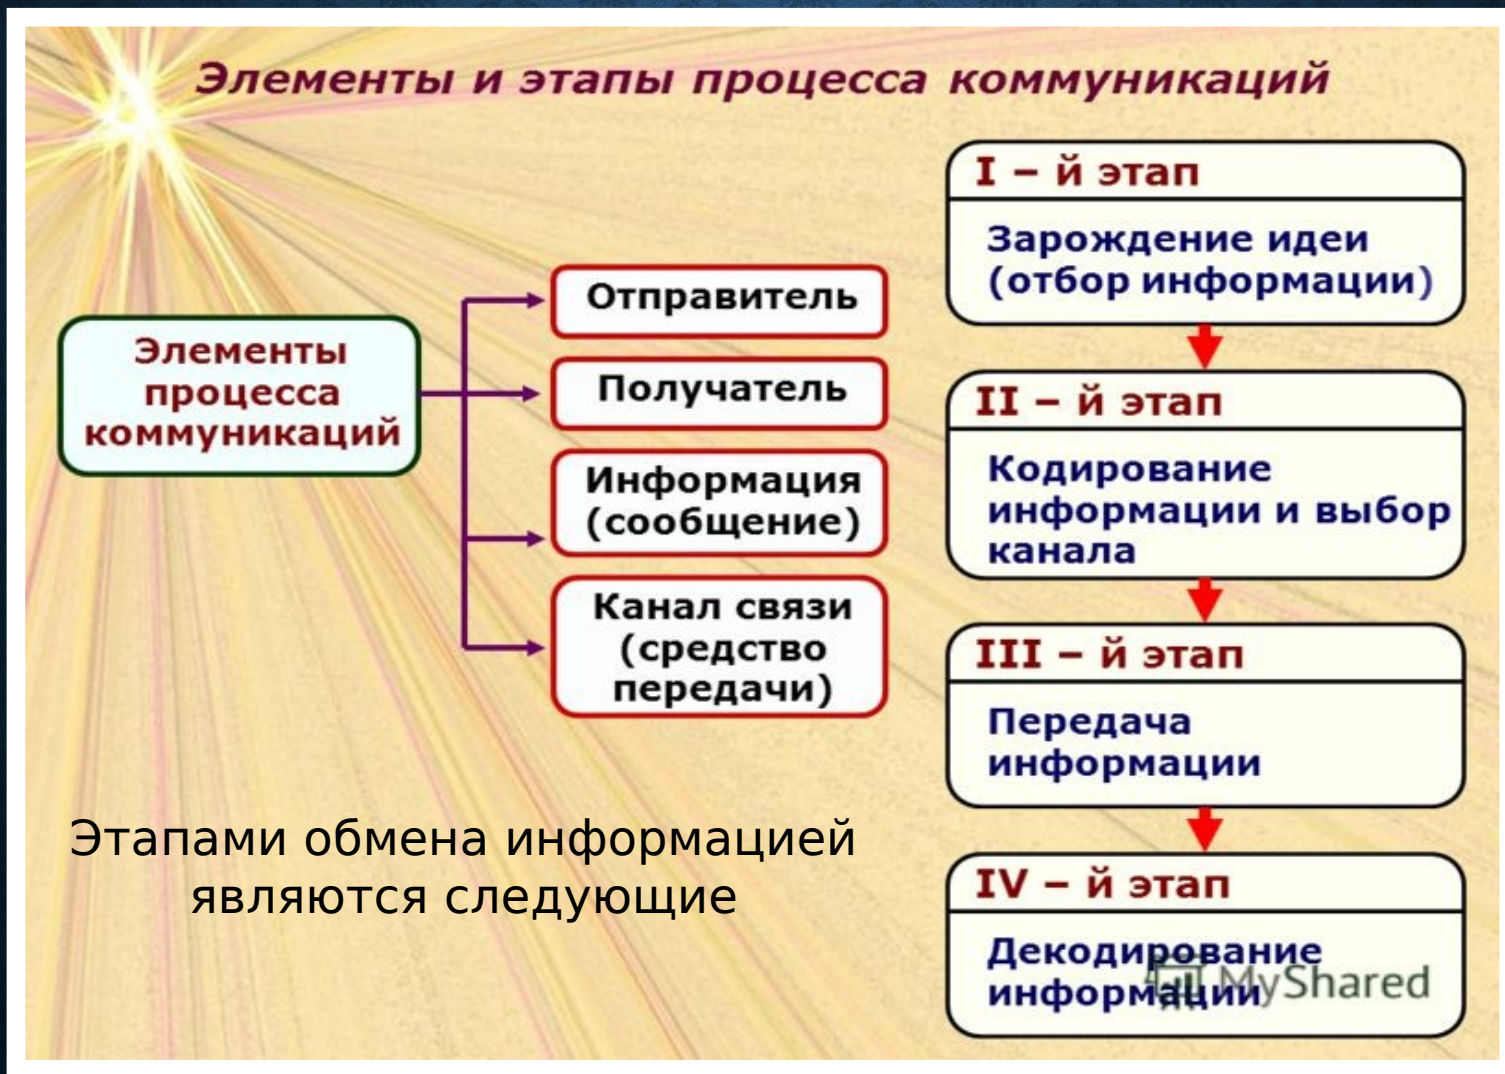 Элементы и этапы процесса коммуникаций
Элементы
процесса
коммуникаций
Отправитель
Получатель
Информация
(сообщение)
Канал связи
(средство
передачи)
Этапами обмена информацией
являются следующие
I – й этап
Зарождение идеи
(отбор информации)
II – й этап
Кодирование
информации и выбор
канала
III – й этап
Передача
информации
IV – й этап
Декодирование
информации
MyShared